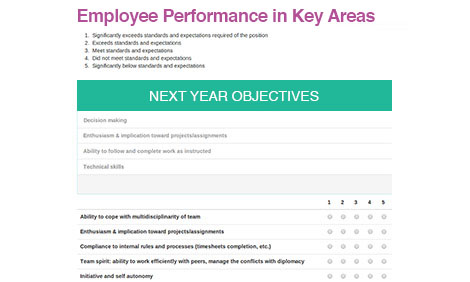 Employee Performance in Key Areas
1. Significantly exceeds standards and expectations required of the position
2. Exceeds standards and expectations
3. Meet standards and expectations
4. Did not meet standards and expectations
5. Significantly below standards and expectations
NEXT YEAR OBJECTIVES
Decision making
Enthusiasm & implication toward projects/assignments
Ability to follow and complete work as instructed
Technical skills
1 2 3 4 5
Ability to cope with multidisciplinarity of team
Enthusiasm & implication toward projects/assignments
Compliance to internal rules and processes (timesheets completion, etc.)
Team spirit: ability to work efficiently with peers, manage the conflicts with diplomacy
Initiative and self autonomy